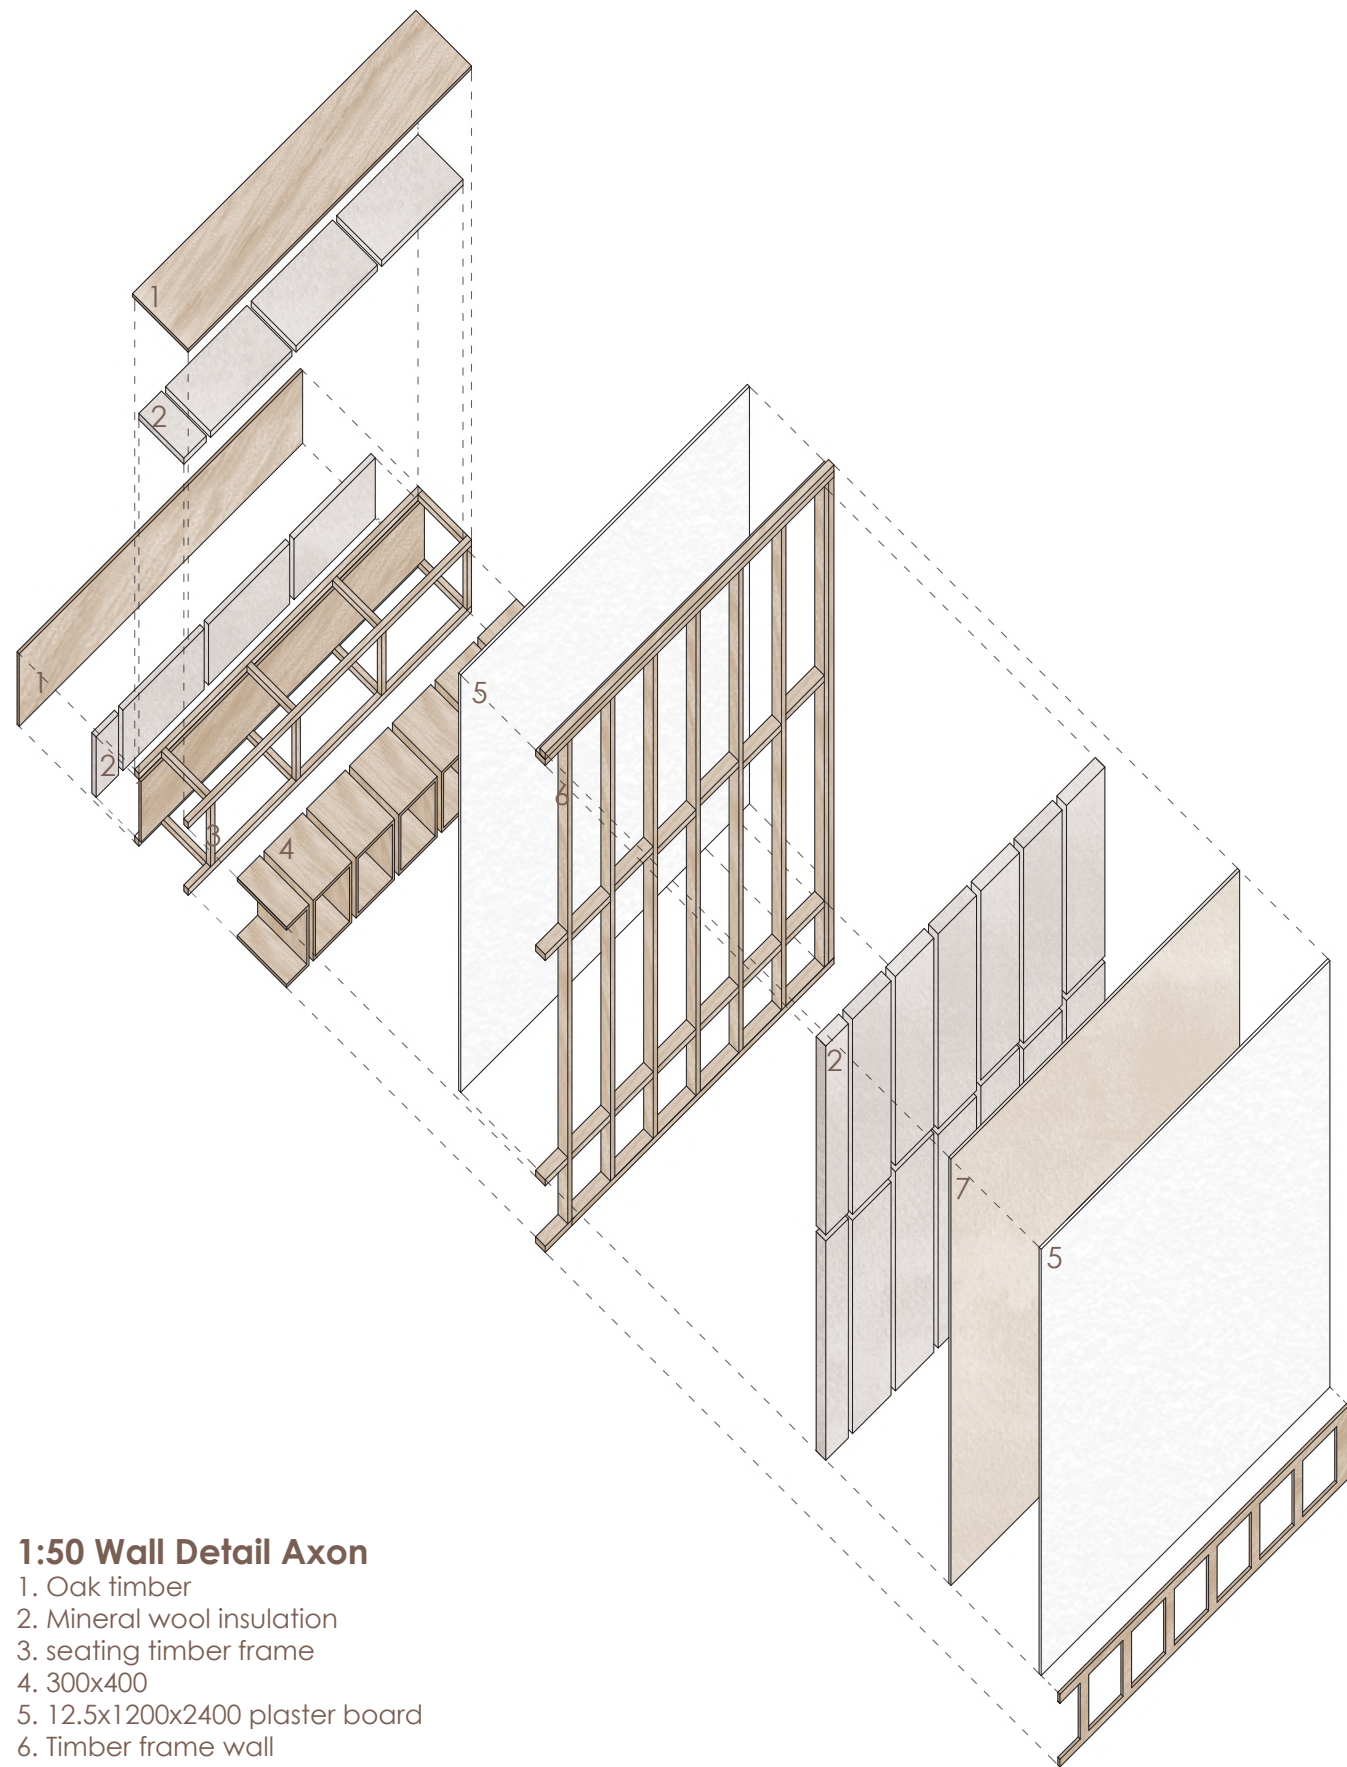 1
2
1
2
3
4
5
6
2
7
5
1:50 Wall Detail Axon
1. Oak timber
2. Mineral wool insulation
3. seating timber frame
4. 300x400
5. 12.5x1200x2400 plaster board
6. Timber frame wall